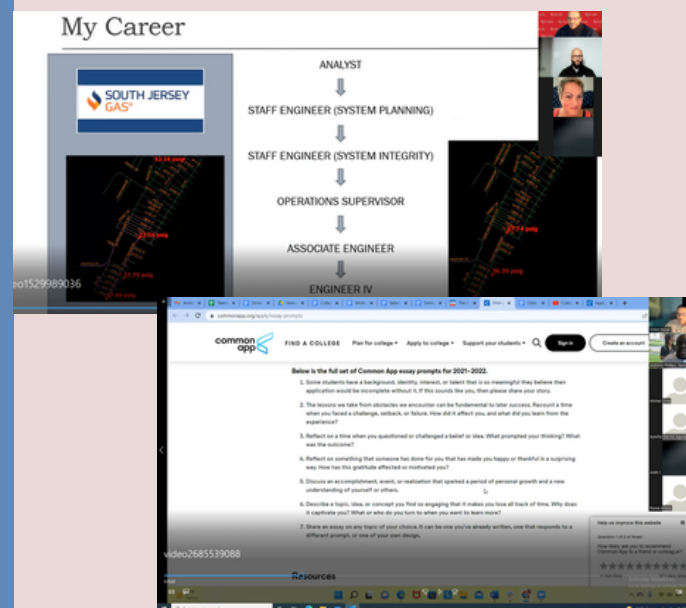 My Career
SOUTH JERSEY
GAS
ANALYST
STAFF ENGINEER (SYSTEM PLANNING)
STAFF ENGINEER (SYSTEM INTEGRITY)
OPERATIONS SUPERVISOR
ASSOCIATE ENGINEER
ENGINEER IV
eo1529989036
commonapp.org/apply/essay-prompts
common
app
FIND A COLLEGE Plan for college Apply to college Support your students Sign in Create an account
Below is the full set of Common App essay prompts for 2021-2022.
1. Some students have a background, identity, interest, or talent that is so meaningful they believe their
application would be incomplete without it. If this sounds like you, then please share your story.
2. The lessons we take from obstacles we encounter can be fundamental to later success. Recount a time
when you faced a challenge, setback, or failure. How did it affect you, and what did you learn from the
experience?
3. Reflect on a time when you questioned or challenged a belief or idea. What prompted your thinking? What
was the outcome?
4. Reflect on something that someone has done for you that has made you happy or thankful in a surprising
way. How has this gratitude affected or motivated you?
5. Discuss an accomplishment, event, or realization that sparked a period of personal growth and a new
understanding of yourself or others.
6. Describe a topic, idea, or concept you find so engaging that it makes you lose all track of time. Why does
it captivate you? What or who do you turn to when you want to learn more?
7. Share an essay on any topic of your choice. It can be one you've already written, one that responds to a
different prompt, or one of your own design.
Help us improve this website
How likely are you to recommend
Common App to a friend or colleague?
video2685539088
Resources